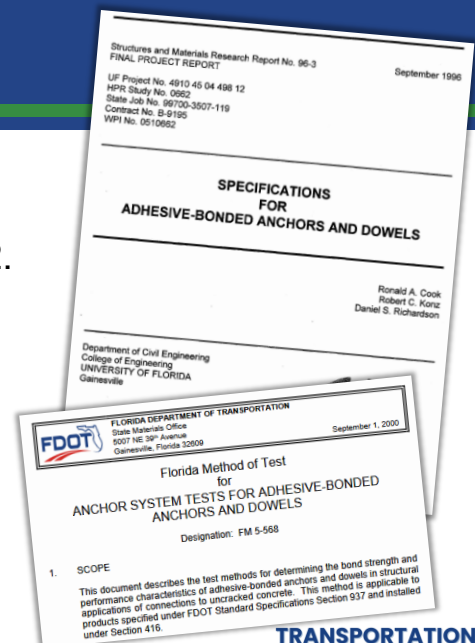 Structures and Materials Research Report No. 96-3
FINAL PROJECT REPORT
September 1996
UF Project No. 4910 45 04 498 12
HPR Study No. 0662
State Job No. 99700-3507-119
Contract No. B-9195
WPI No. 0510662
SPECIFICATIONS
FOR
ADHESIVE-BONDED ANCHORS AND DOWELS
Ronald A. Cook
Robert C. Konz
Daniel S. Richardson
Department of Civil Engineering
College of Engineering
UNIVERSITY OF FLORIDA
Gainesville
FDOT
FLORIDA DEPARTMENT OF TRANSPORTATION
State Materials Office
5007 NE 39th Avenue
Gainesville, Florida 32609
September 1, 2000
Florida Method of Test
for
ANCHOR SYSTEM TESTS FOR ADHESIVE-BONDED
ANCHORS AND DOWELS
Designation: FM 5-568
1. SCOPE
This document describes the test methods for determining the bond strength and
performance characteristics of adhesive-bonded anchors and dowels in structural
applications of connections to uncracked concrete. This method is applicable to
products specified under FDOT Standard Specifications Section 937 and installed
under Section 416.
TRANSPORTATION